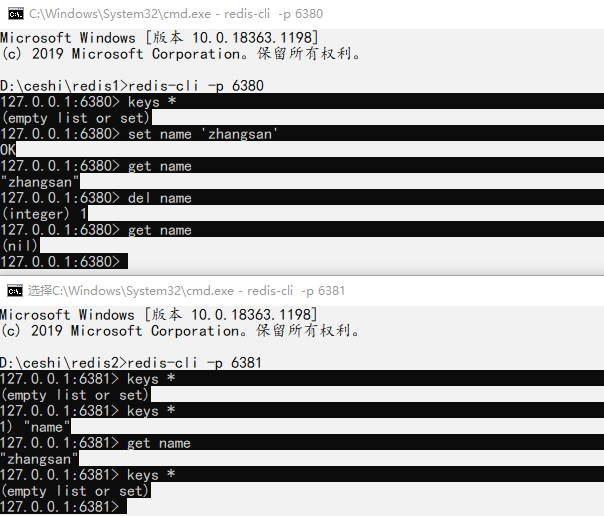 C:\Windows\System32\cmd.exe - redis-cli  -p 6380
Microsoft Windows [版本 10.0.18363.1198]
(c) 2019 Microsoft Corporation。保留所有权利。
D:\ceshi\redis1>redis-cli -p 6380
127.0.0.1:6380> keys *
(empty list or set)
127.0.0.1:6380> set name 'zhangsan'
OK
127.0.0.1:6380> get name
"zhangsan"
127.0.0.1:6380> del name
(integer) 1
127.0.0.1:6380> get name
(nil)
127.0.0.1:6380>
选择C:\Windows\System32\cmd.exe - redis-cli  -p 6381
Microsoft Windows [版本 10.0.18363.1198]
(c) 2019 Microsoft Corporation。保留所有权利。
D:\ceshi\redis2>redis-cli -p 6381
127.0.0.1:6381> keys *
(empty list or set)
127.0.0.1:6381> keys *
1) "name"
127.0.0.1:6381> get name
"zhangsan"
127.0.0.1:6381> keys *
(empty list or set)
127.0.0.1:6381>